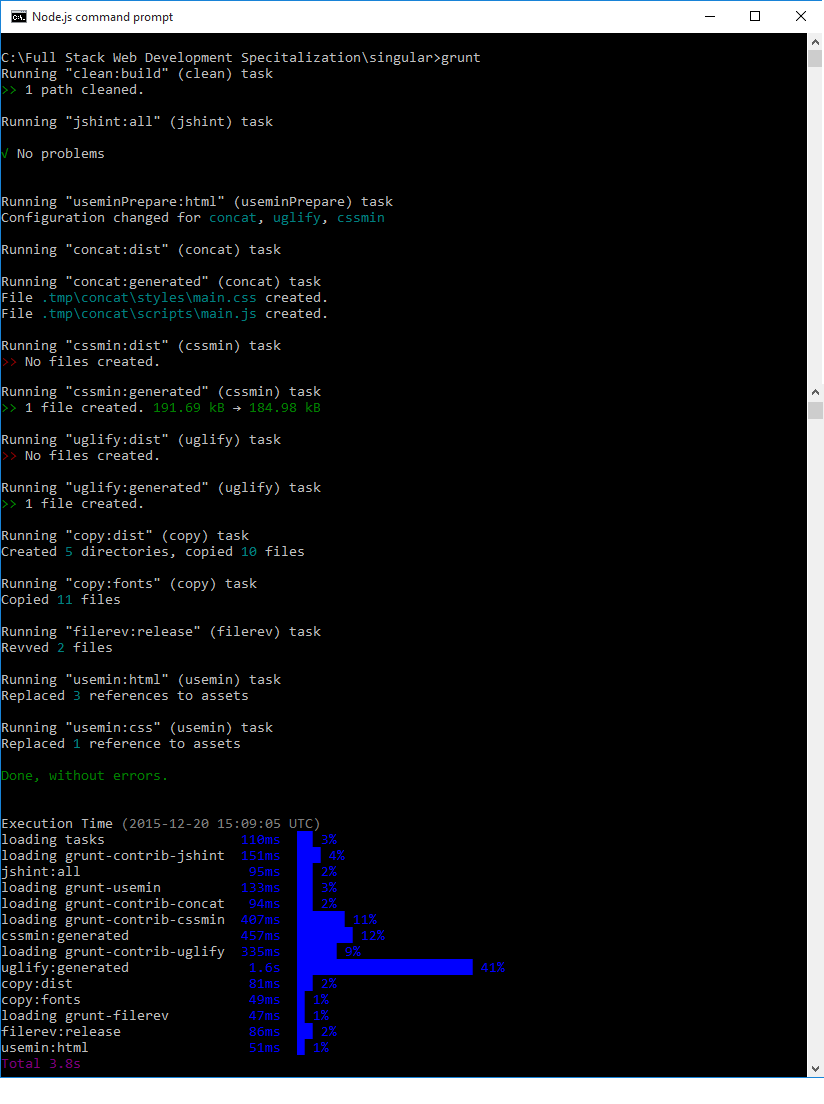 Node.js command prompt
C:\Full Stack Web Development Specitalization\singular>grunt
Running "clean:build" (clean) task
>> 1 path cleaned.
Running "jshint:all" (jshint) task
√ No problems
Running "useminPrepare:html" (useminPrepare) task
Configuration changed for concat, uglify, cssmin
Running "concat:dist" (concat) task
Running "concat:generated" (concat) task
File .tmp\concat\styles\main.css created.
File .tmp\concat\scripts\main.js created.
Running "cssmin:dist" (cssmin) task
>> No files created.
Running "cssmin:generated" (cssmin) task
>> 1 file created. 191.69 kB → 184.98 kB
Running "uglify:dist" (uglify) task
>> No files created.
Running "uglify:generated" (uglify) task
>> 1 file created.
Running "copy:dist" (copy) task
Created 5 directories, copied 10 files
Running "copy:fonts" (copy) task
Copied 11 files
Running "filerev:release" (filerev) task
Revved 2 files
Running "usemin:html" (usemin) task
Replaced 3 references to assets
Running "usemin:css" (usemin) task
Replaced 1 reference to assets
Done, without errors.
Execution Time (2015-12-20 15:09:05 UTC)
loading tasks 110ms 3%
loading grunt-contrib-jshint 151ms 4%
jshint:all 95ms 2%
loading grunt-usemin 133ms 3%
loading grunt-contrib-concat 94ms 2%
loading grunt-contrib-cssmin 407ms 11%
cssmin:generated 457ms 12%
loading grunt-contrib-uglify 335ms 9%
uglify:generated 1.6s 41%
copy:dist 81ms 2%
copy:fonts 49ms 1%
loading grunt-filerev 47ms 1%
filerev:release 86ms 2%
usemin:html 51ms 1%
Total 3.8s